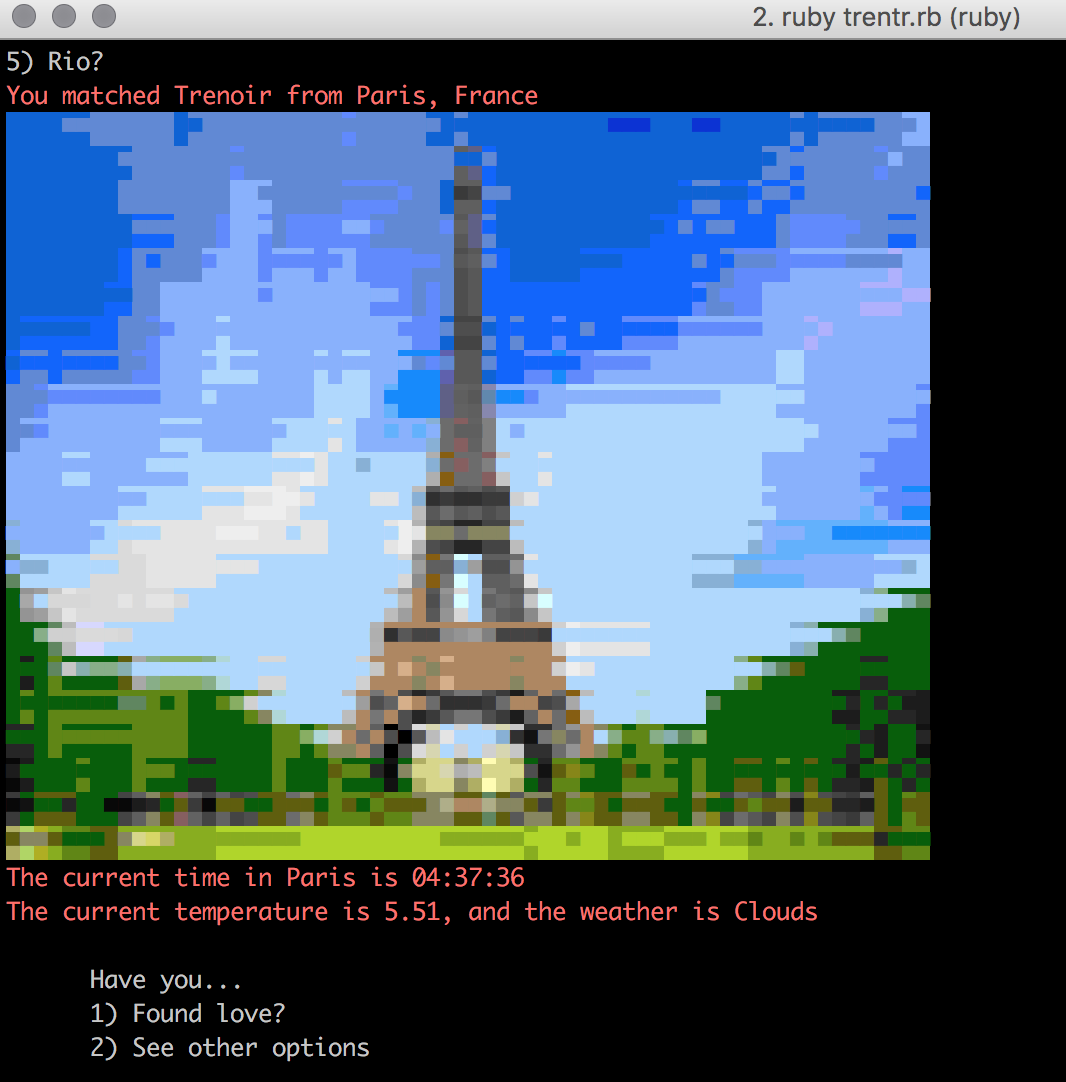 2. ruby trentr.rb (ruby)
5) Rio?
You matched Trenoir from Paris, France
The current time in Paris is 04:37:36
The current temperature is 5.51, and the weather is Clouds
Have you...
1) Found love?
2) See other options